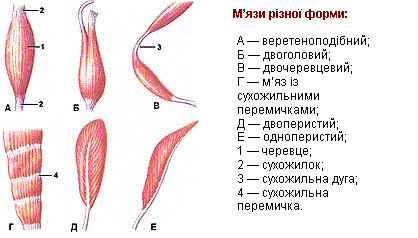 М'язи різної форми:
А — веретеноподібний;
Б — двоголовий;
В — двочеревцевий;
Г — м'яз із
сухожильними
перемичками;
Д — двоперистий;
Е — одноперистий;
1 — черевце;
2 — сухожилок;
3 — сухожильна дуга;
4 — сухожильна
перемичка.
2
1
3
А
2
Б
В
4
Г
Д
Е